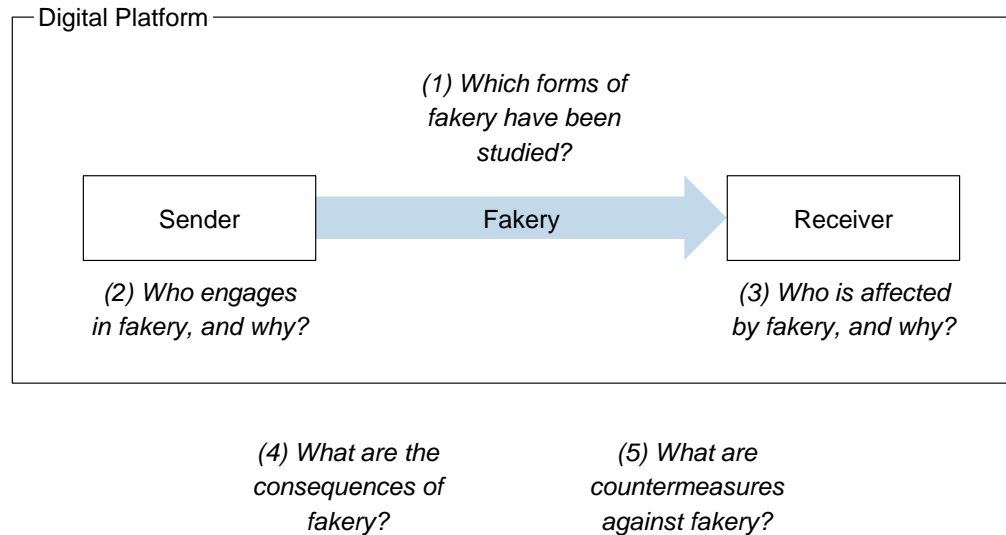 Digital Platform
(1) Which forms of
fakery have been
studied?
Sender
Fakery
Receiver
(2) Who engages
in fakery, and why?
(3) Who is affected
by fakery, and why?
(4) What are the
consequences of
fakery?
(5) What are
countermeasures
against fakery?